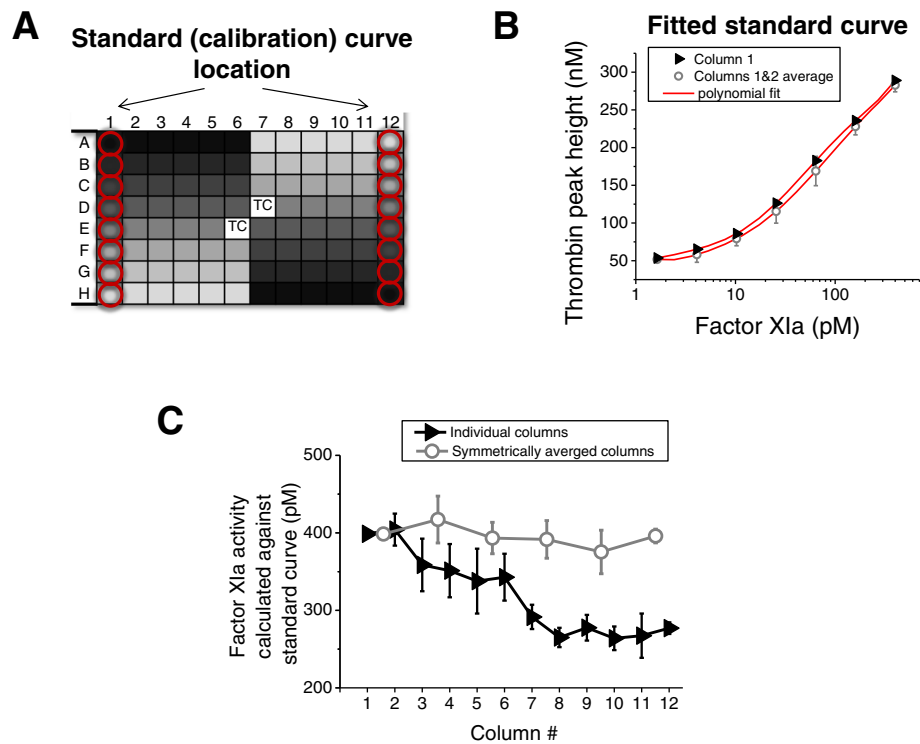 A
Standard (calibration) curve
location
1 2 3 4 5 6 7 8 9 10 11 12
A
B
C
D
TC
E
TC
F
G
H
B
Fitted standard curve
Column 1
Columns 1&2 average
polynomial fit
Thrombin peak height (nM)
300
250
200
150
100
50
1 10 100
Factor XIa (pM)
C
Individual columns
Symmetrically averged columns
Factor XIa activity
calculated against
standard curve (pM)
500
400
300
200
1 2 3 4 5 6 7 8 9 10 11 12
Column #